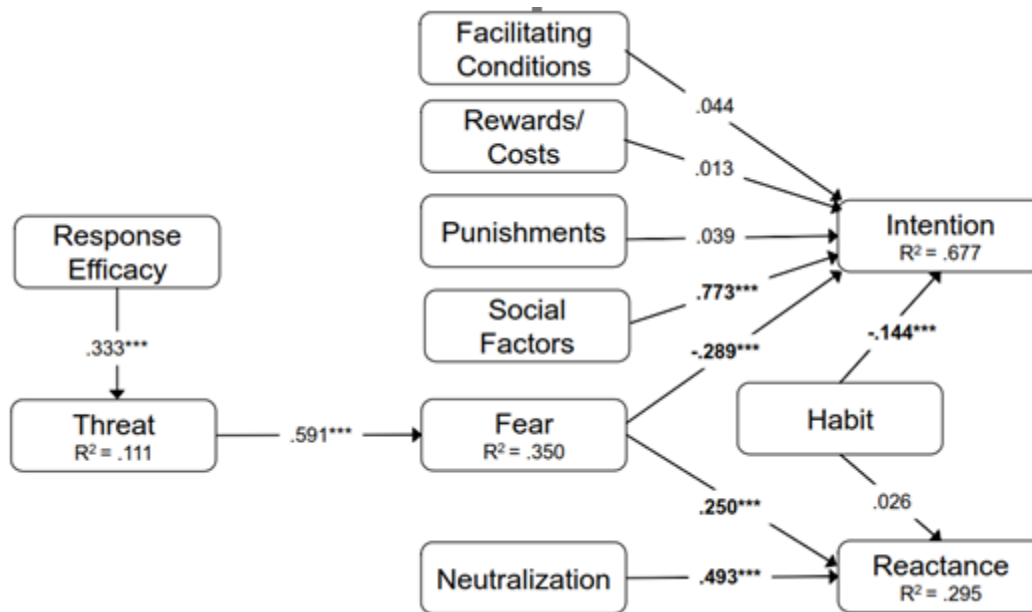 Facilitating
Conditions
.044
Rewards/
Costs
.013
Punishments
.039
Intention
R² = .677
Response
Efficacy
Social
Factors
.773***
-.289***
-.144***
.333***
Threat
R² = .111
.591***
Fear
R² = .350
Habit
.250***
.026
Neutralization
.493***
Reactance
R² = .295